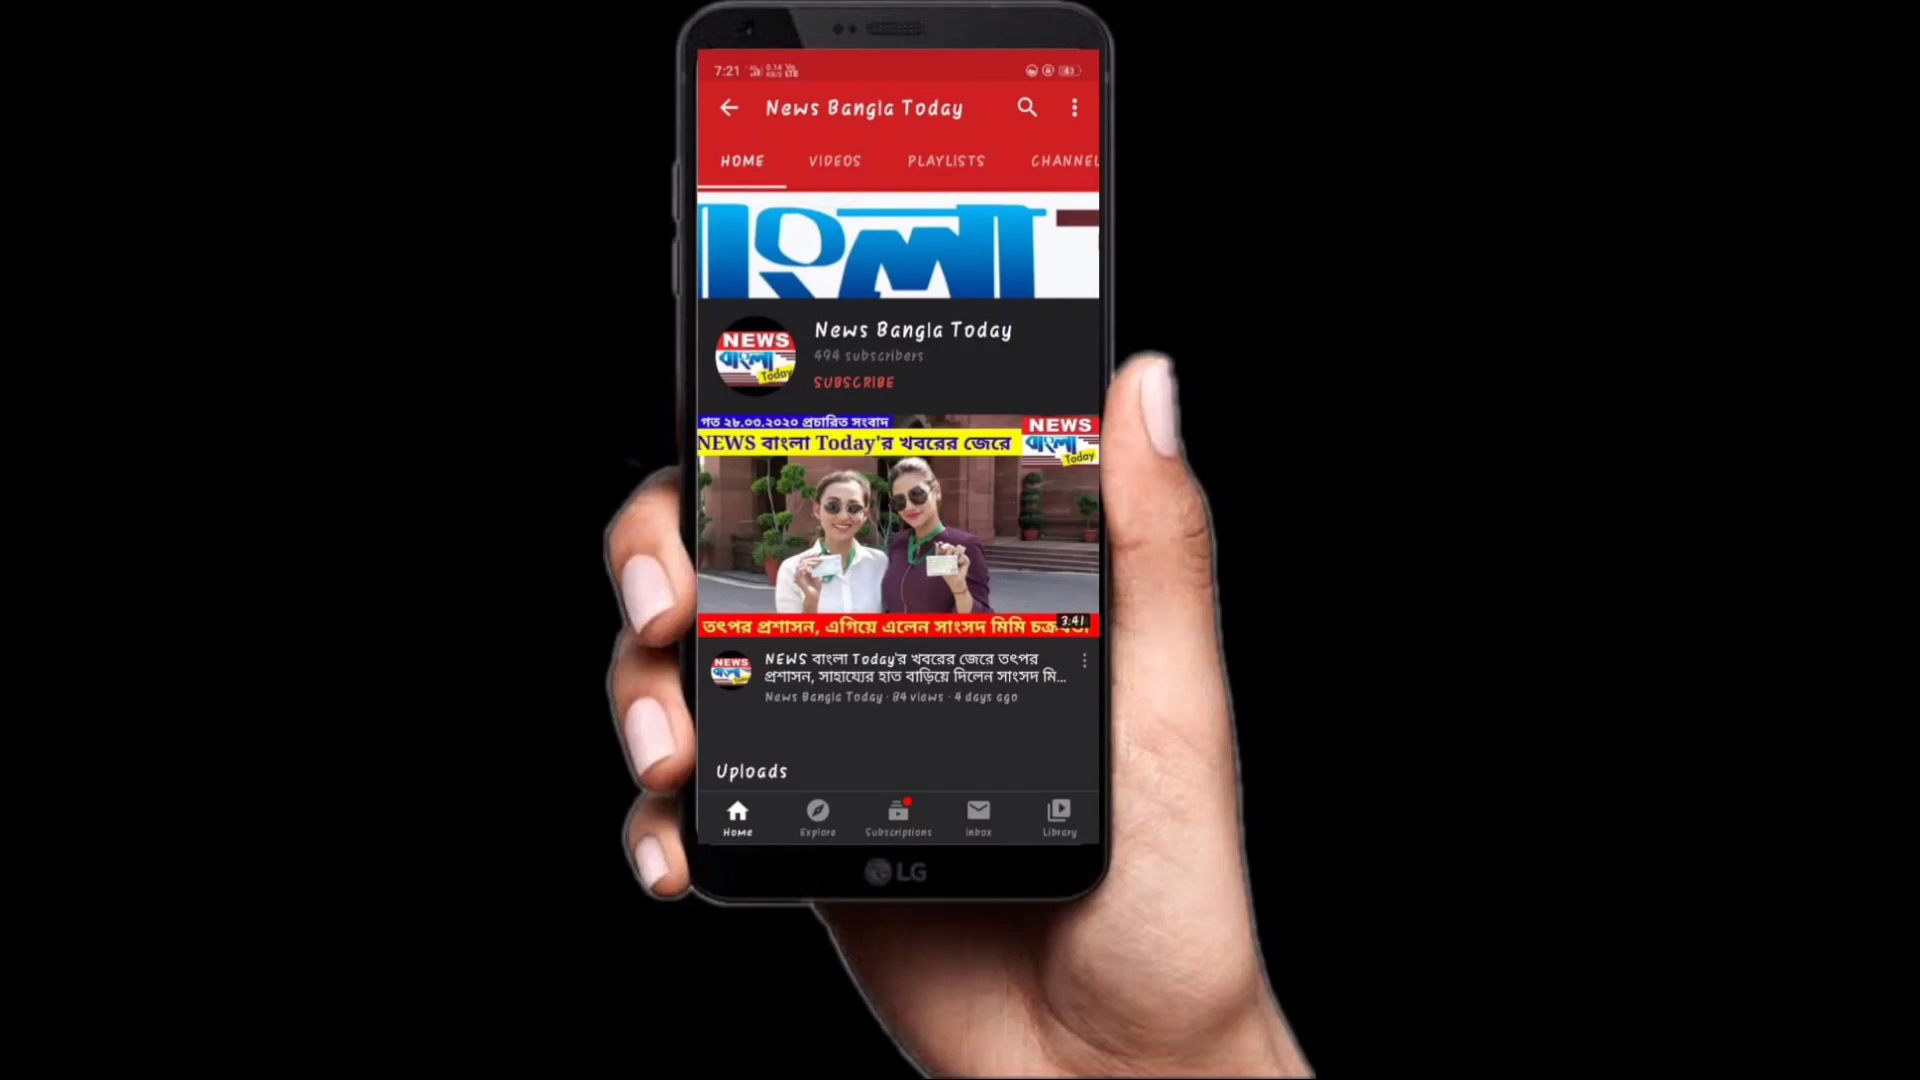 7:21
News Bangla Today
HOME VIDEOS PLAYLISTS CHANNEL
বাংলা
NEWS
বাংলা
Today
News Bangla Today
494 subscribers
SUBSCRIBE
গত ২৮.০৩.২০২০ প্রচারিত সংবাদ
NEWS বাংলা Today'র খবরের জেরে
NEWS
বাংলা
Today
তৎপর প্রশাসন, এগিয়ে এলেন সাংসদ মিমি
3:41
NEWS
বাংলা
NEWS বাংলা Today'র খবরের জেরে তৎপর
প্রশাসন, সাহায্যের হাত বাড়িয়ে দিলেন সাংসদ মি...
News Bangla Today · 84 views · 4 days ago
Uploads
Home Explore Subscriptions Inbox Library
LG